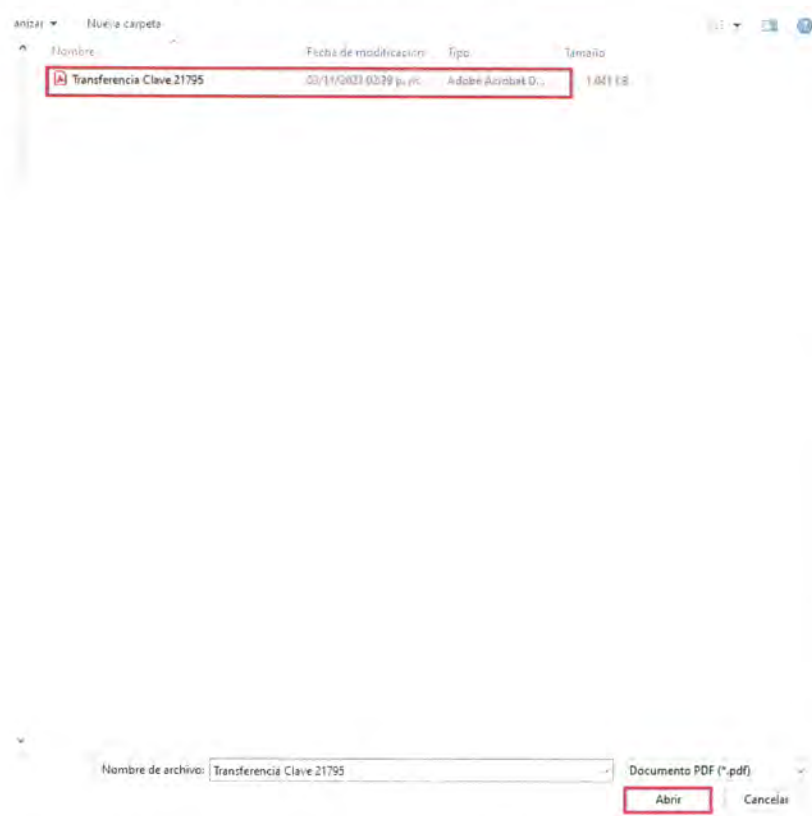 anizar Nueva carpeta
Nombre Fecha de modificación Tipo Tamaño
Transferencia Clave 21795 Adobe Acrobat D...
Nombre de archivo: Transferencia Clave 21795 Documento PDF (*.pdf)
Abrir Cancelar